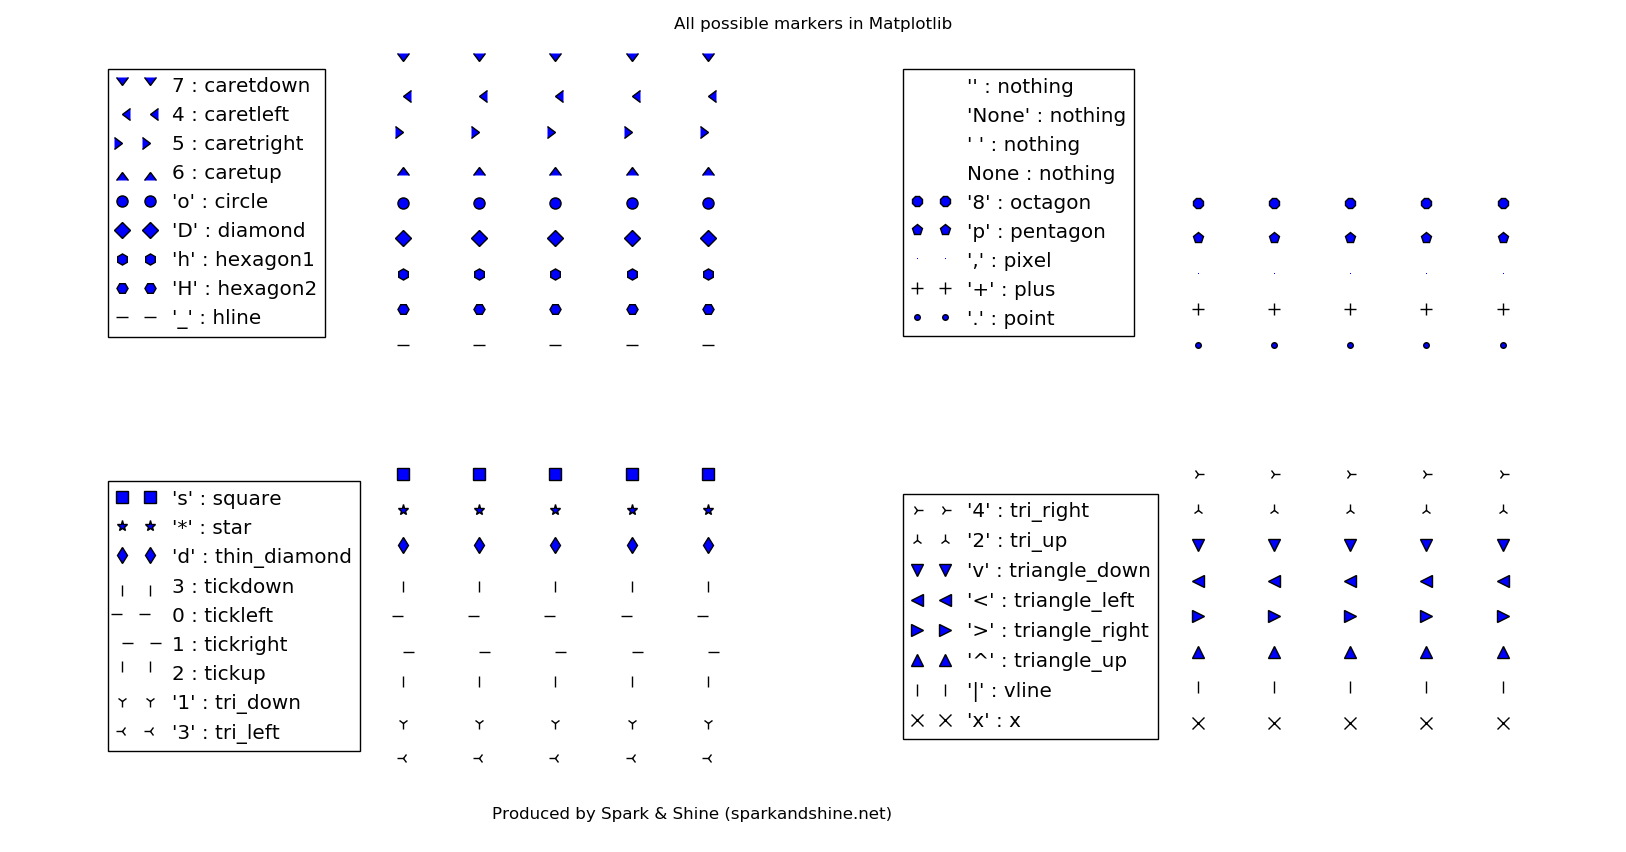 All possible markers in Matplotlib
7 : caretdown
4 : caretleft
5 : caretright
6 : caretup
'o' : circle
'D' : diamond
'h' : hexagon1
'H' : hexagon2
'_' : hline
'' : nothing
'None' : nothing
' ' : nothing
None : nothing
'8' : octagon
'p' : pentagon
',' : pixel
'+' : plus
'.' : point
's' : square
'*' : star
'd' : thin_diamond
3 : tickdown
0 : tickleft
1 : tickright
2 : tickup
'1' : tri_down
'3' : tri_left
'4' : tri_right
'2' : tri_up
'v' : triangle_down
'<' : triangle_left
'>' : triangle_right
'^' : triangle_up
'|' : vline
'x' : x
Produced by Spark & Shine (sparkandshine.net)